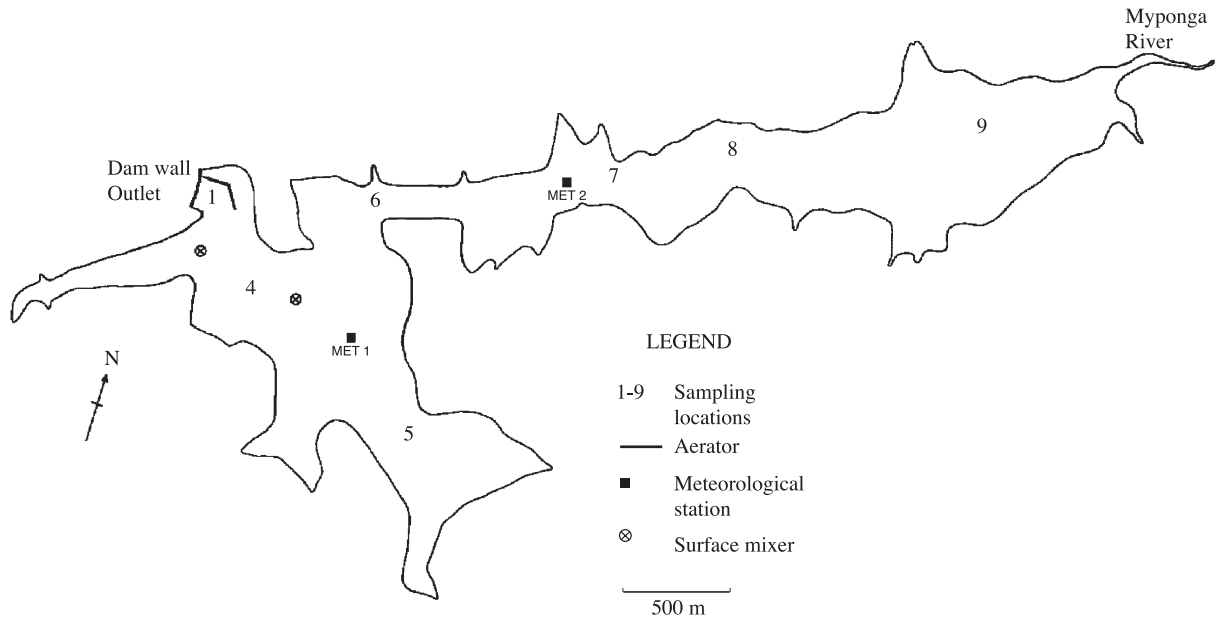 Myponga
River
9
8
Dam wall
Outlet
1
7
MET 2
6
4
MET 1
N
5
LEGEND
1-9 Sampling
locations
Aerator
Meteorological
station
Surface mixer
500 m